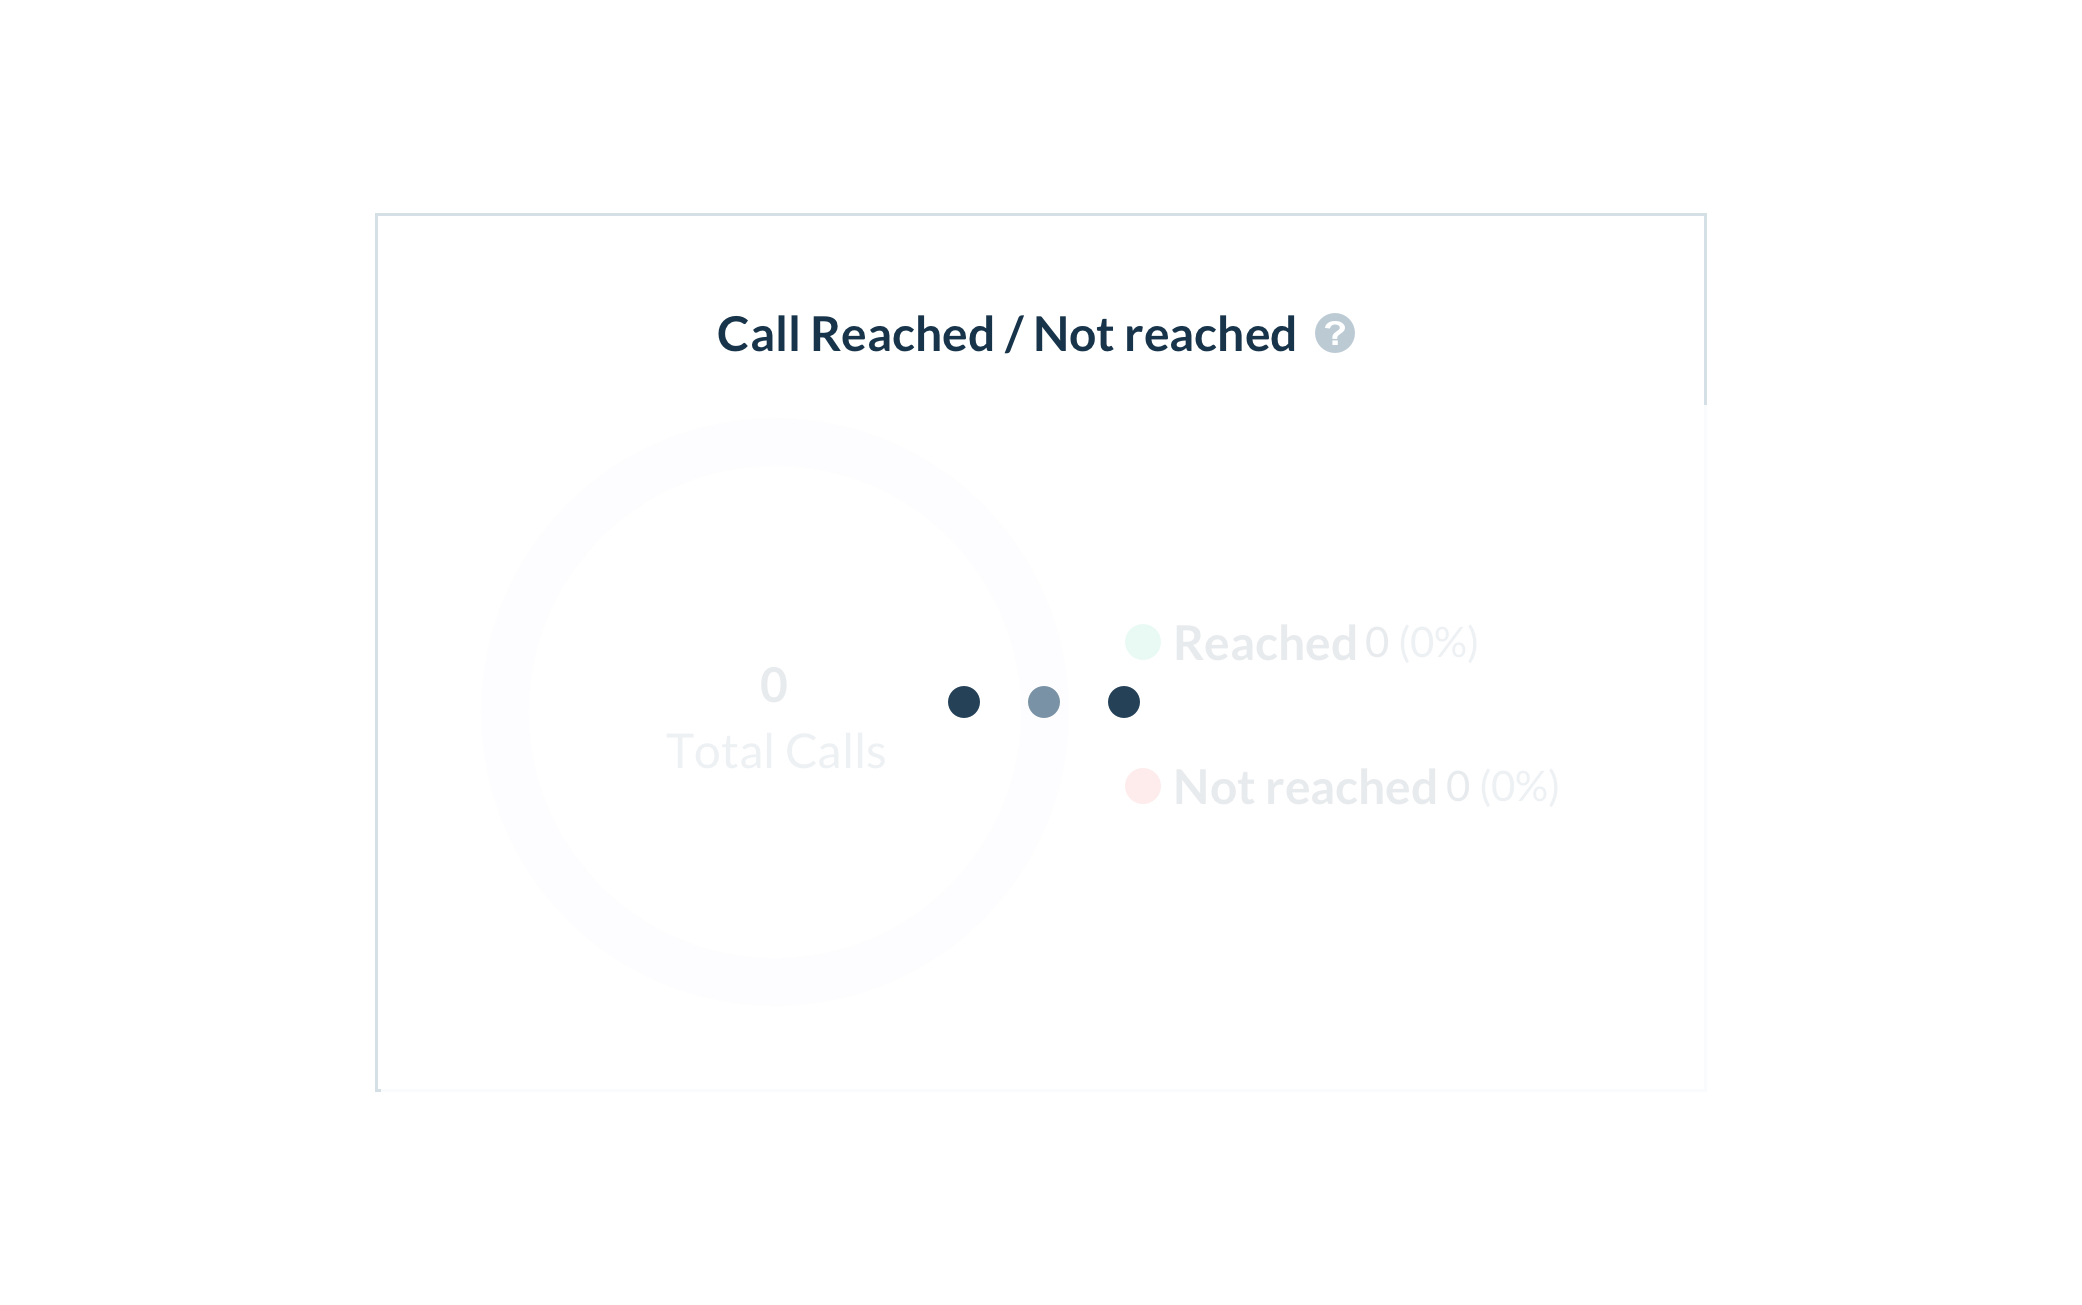 Call Reached / Not reached ?
0
Total Calls
Reached 0 (0%)
Not reached 0 (0%)